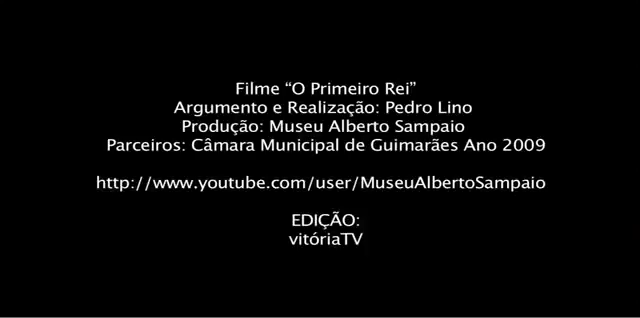 Filme “O Primeiro Rei”
Argumento e Realização: Pedro Lino
Produção: Museu Alberto Sampaio
Parceiros: Câmara Municipal de Guimarães Ano 2009
http://www.youtube.com/user/MuseuAlbertoSampaio
EDIÇÃO:
vitóriaTV